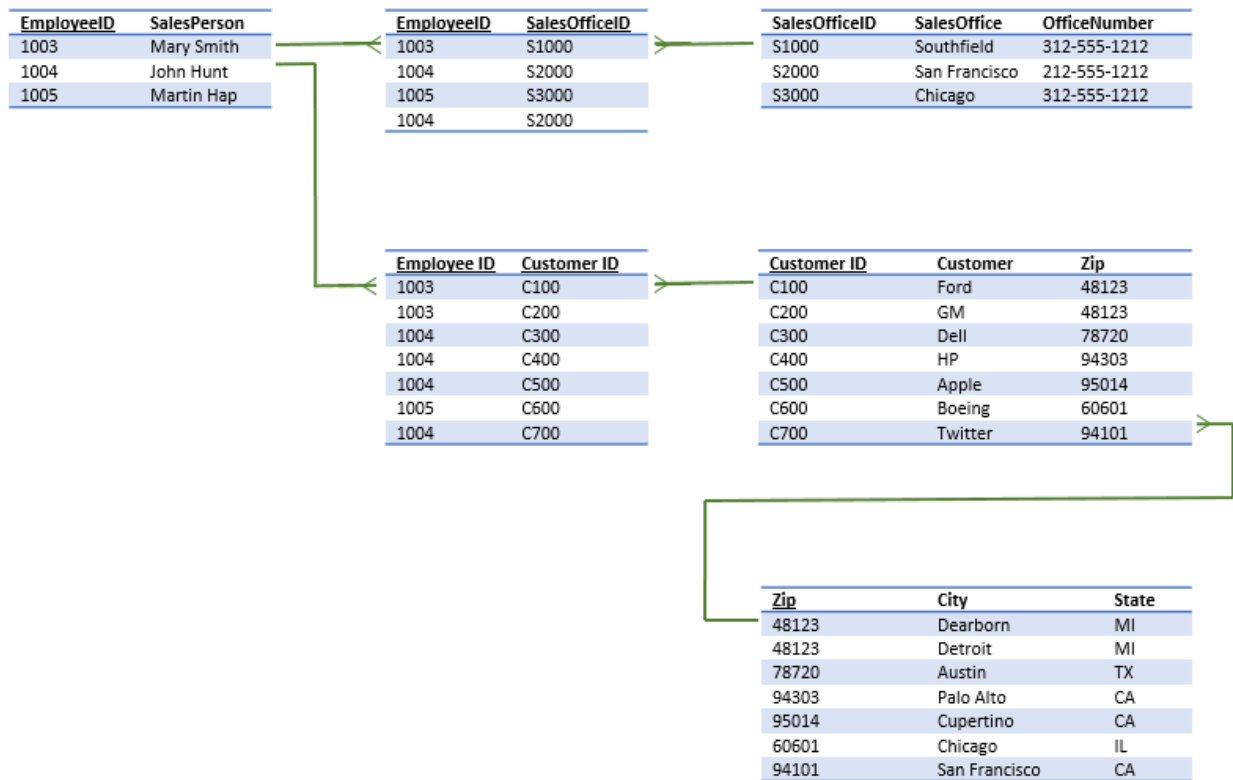 EmployeeID SalesPerson
1003 Mary Smith
1004 John Hunt
1005 Martin Hap
EmployeeID SalesOfficeID
1003 S1000
1004 S2000
1005 S3000
1004 S2000
SalesOfficeID SalesOffice OfficeNumber
S1000 Southfield 312-555-1212
S2000 San Francisco 212-555-1212
S3000 Chicago 312-555-1212
Employee ID Customer ID
1003 C100
1003 C200
1004 C300
1004 C400
1004 C500
1005 C600
1004 C700
Customer ID Customer Zip
C100 Ford 48123
C200 GM 48123
C300 Dell 78720
C400 HP 94303
C500 Apple 95014
C600 Boeing 60601
C700 Twitter 94101
Zip City State
48123 Dearborn MI
48123 Detroit MI
78720 Austin TX
94303 Palo Alto CA
95014 Cupertino CA
60601 Chicago IL
94101 San Francisco CA